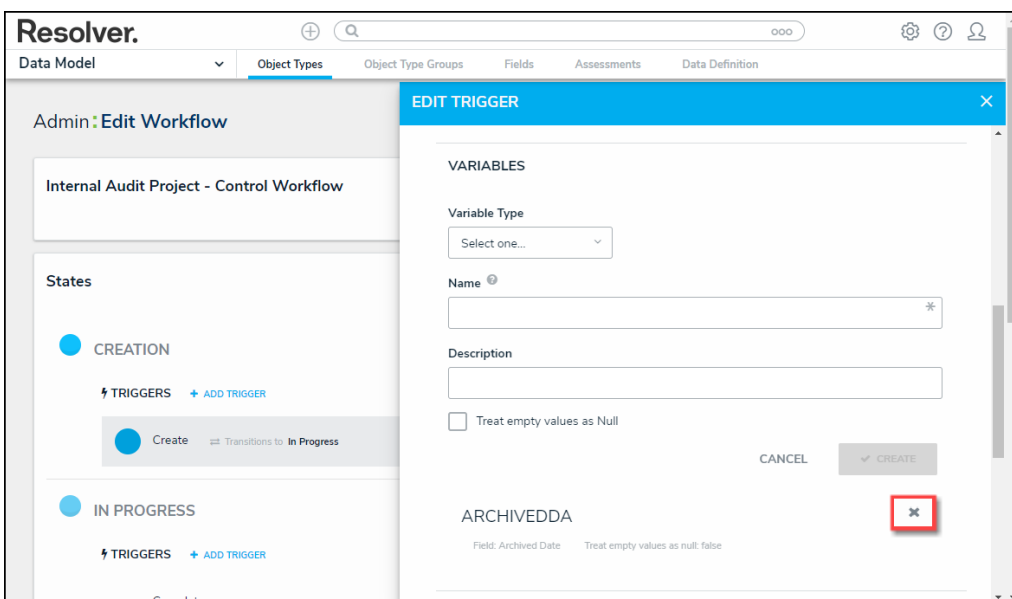 Resolver.
Data Model
Object Types
Object Type Groups
Fields
Assessments
Data Definition
Admin:Edit Workflow
Internal Audit Project - Control Workflow
States
CREATION
TRIGGERS + ADD TRIGGER
Create Transitions to In Progress
IN PROGRESS
TRIGGERS + ADD TRIGGER
EDIT TRIGGER
VARIABLES
Variable Type
Select one...
Name
Description
Treat empty values as Null
CANCEL
CREATE
ARCHIVEDDA
Field: Archived Date Treat empty values as null: false